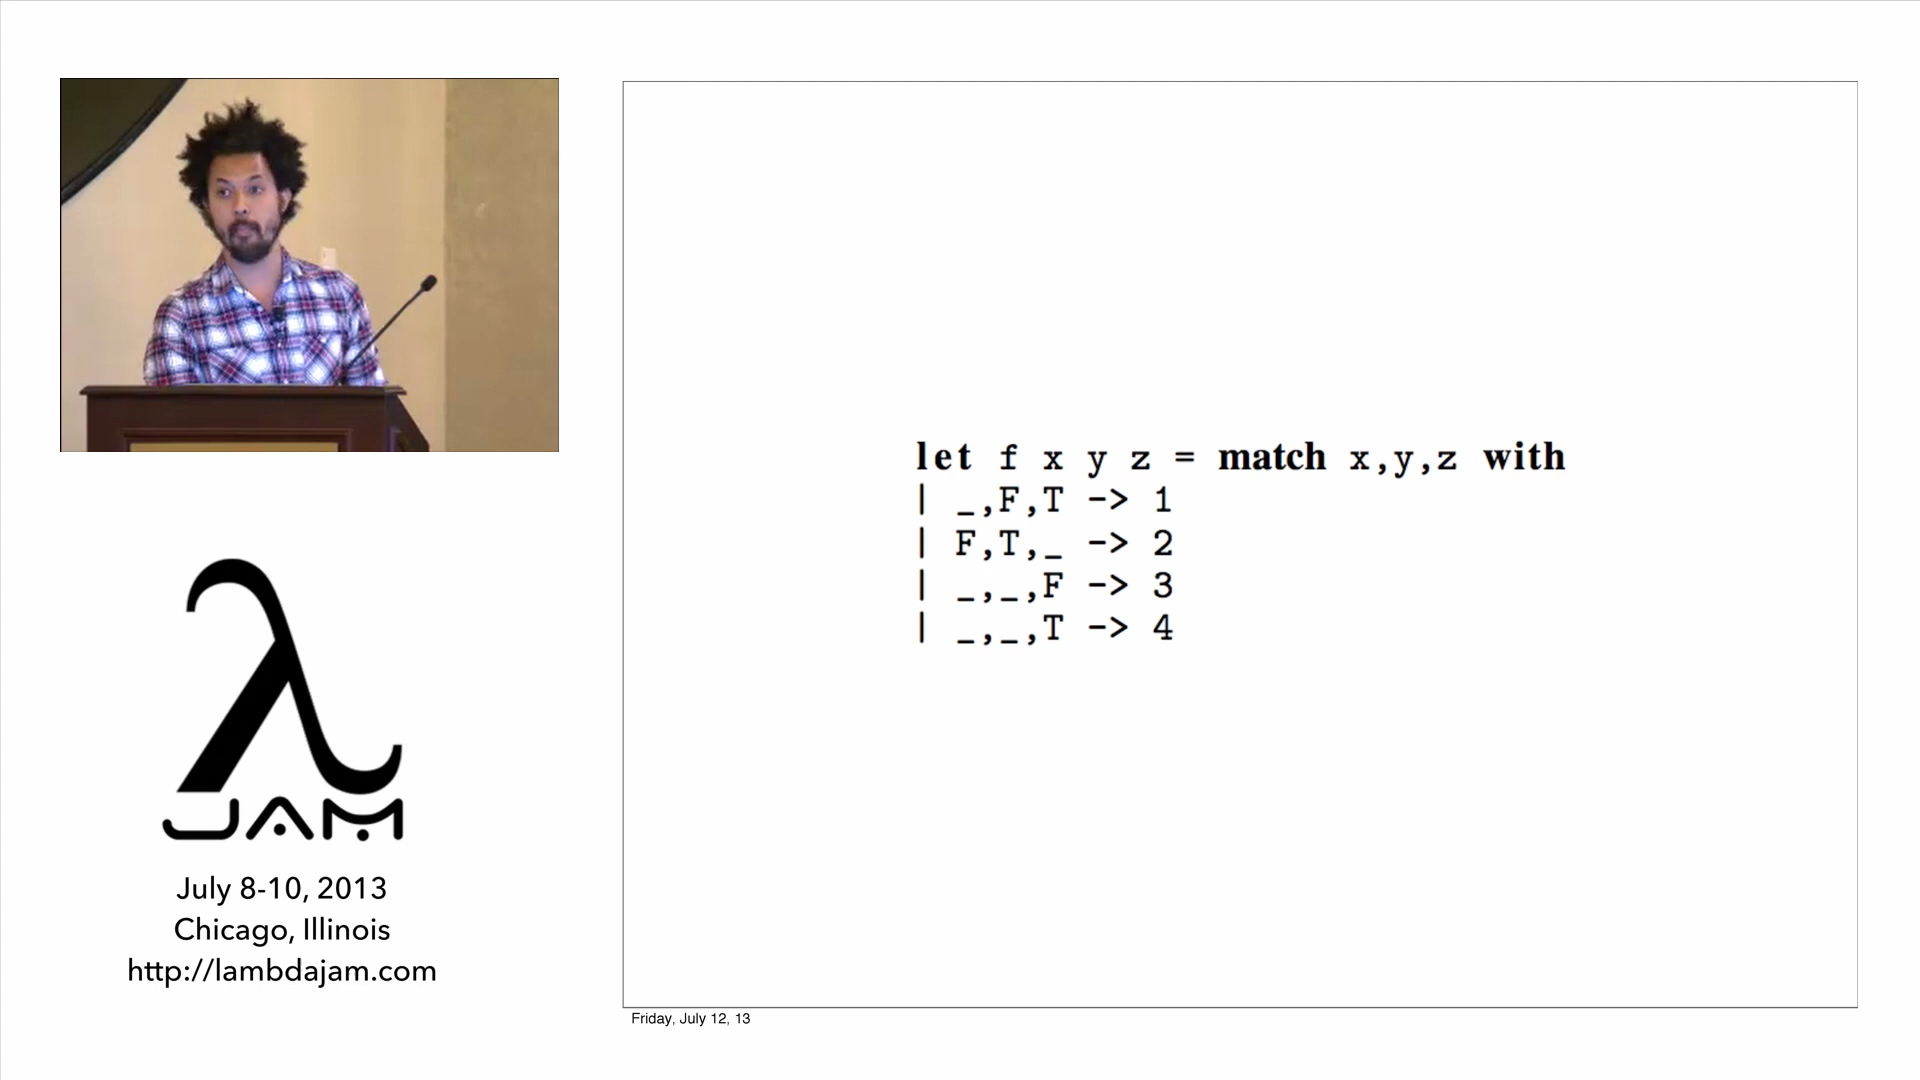 let f x y z = match x,y,z with
| _,F,T -> 1
| F,T,_ -> 2
| _,_,F -> 3
| _,_,T -> 4
λ
JAM
July 8-10, 2013
Chicago, Illinois
http://lambdajam.com
Friday, July 12, 13